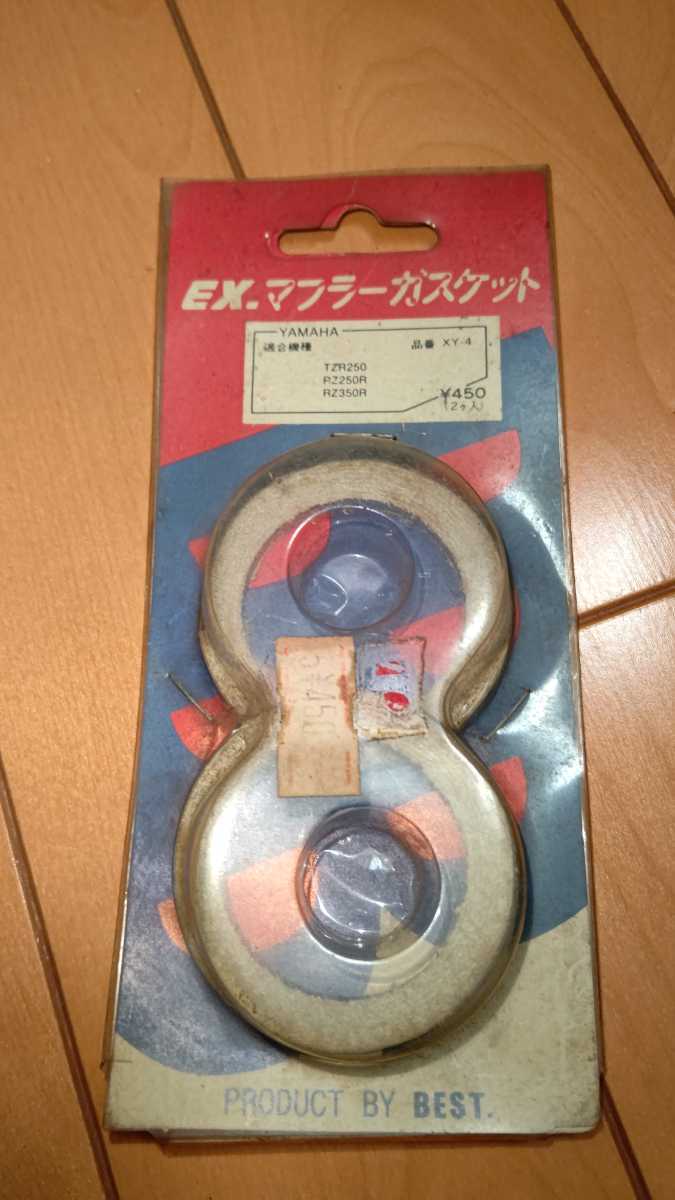 EX.マフラーガスケット
YAMAHA
適合機種 品番 XY-4
TZR250
RZ250R
RZ350R
¥450
(2ケ入)
PRODUCT BY BEST.